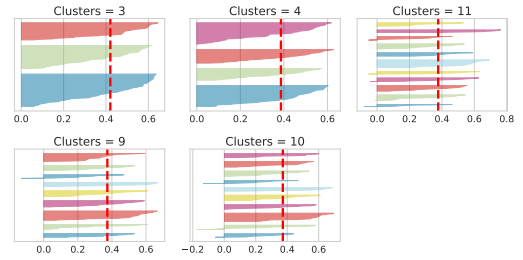 Clusters = 3
Clusters = 4
Clusters = 11
0.0 0.2 0.4 0.6
0.0 0.2 0.4 0.6
0.0 0.2 0.4 0.6 0.8
Clusters = 9
Clusters = 10
0.0 0.2 0.4 0.6
−0.2 0.0 0.2 0.4 0.6